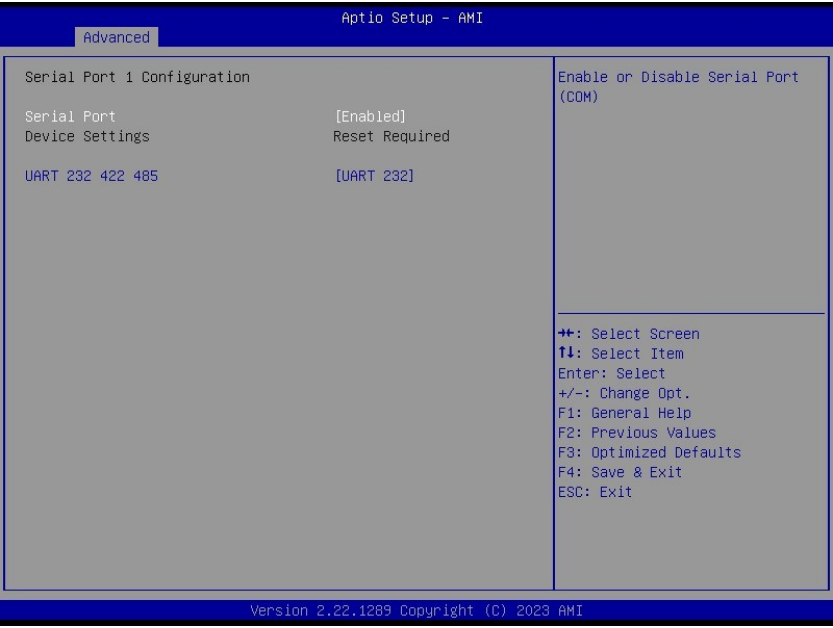 Aptio Setup – AMI
Advanced
Serial Port 1 Configuration
Serial Port [Enabled]
Device Settings Reset Required
UART 232 422 485 [UART 232]
Enable or Disable Serial Port
(COM)
→←: Select Screen
↑↓: Select Item
Enter: Select
+/-: Change Opt.
F1: General Help
F2: Previous Values
F3: Optimized Defaults
F4: Save & Exit
ESC: Exit
Version 2.22.1289 Copyright (C) 2023 AMI